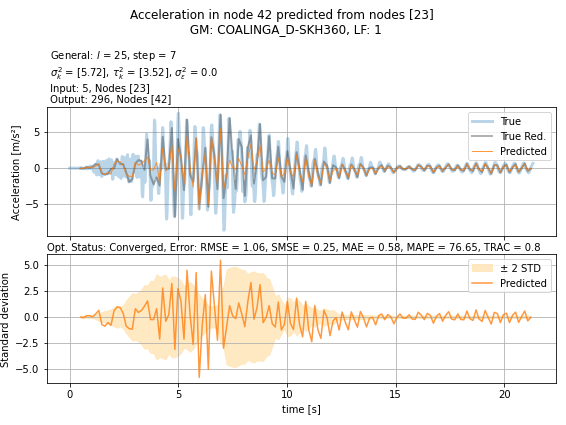 Acceleration in node 42 predicted from nodes [23]
GM: COALINGA_D-SKH360, LF: 1
General: l = 25, step = 7
σ²ₖ = [5.72], τ²ₖ = [3.52], σ²ε = 0.0
Input: 5, Nodes [23]
Output: 296, Nodes [42]
True
True Red.
Predicted
5
0
−5
Acceleration [m/s²]
Opt. Status: Converged, Error: RMSE = 1.06, SMSE = 0.25, MAE = 0.58, MAPE = 76.65, TRAC = 0.8
± 2 STD
Predicted
5.0
2.5
0.0
−2.5
−5.0
Standard deviation
0
5
10
15
20
time [s]